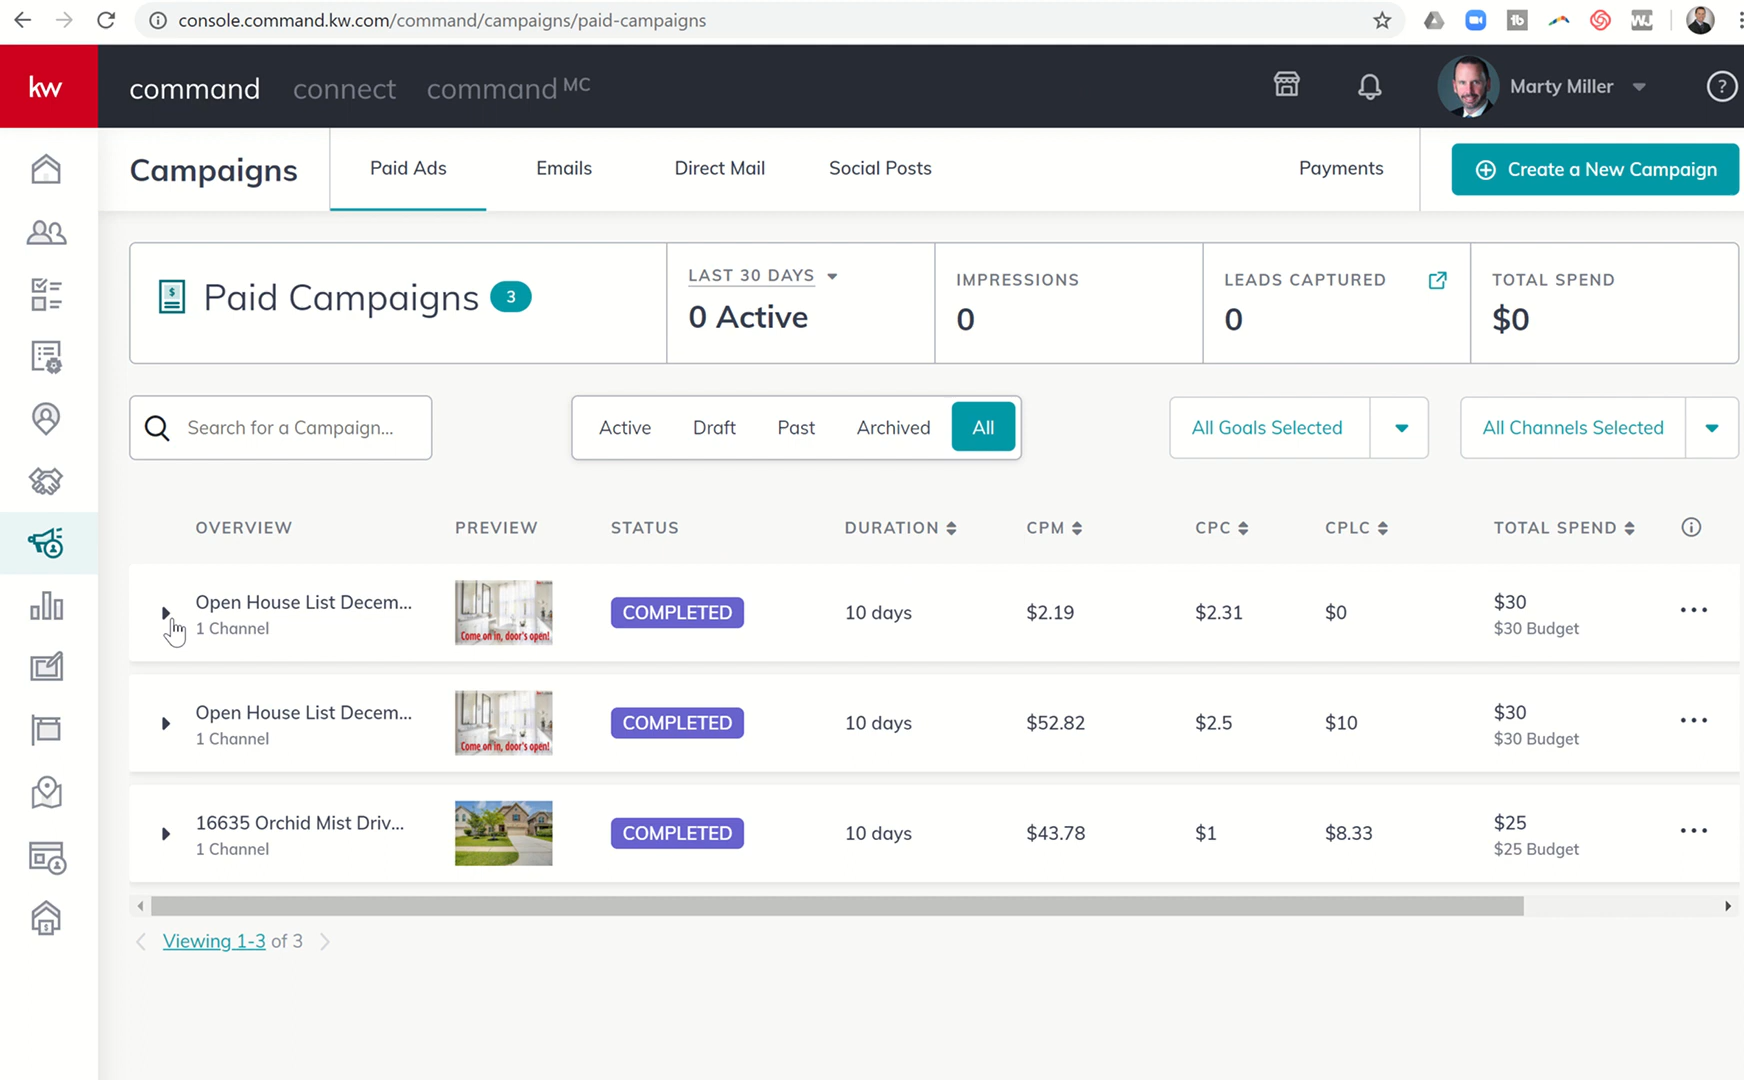 console.command.kw.com/command/campaigns/paid-campaigns
kw
command
connect
command MC
Marty Miller
?
Campaigns
Paid Ads
Emails
Direct Mail
Social Posts
Payments
Create a New Campaign
Paid Campaigns 3
LAST 30 DAYS
0 Active
IMPRESSIONS
0
LEADS CAPTURED
0
TOTAL SPEND
$0
Search for a Campaign...
Active
Draft
Past
Archived
All
All Goals Selected
All Channels Selected
OVERVIEW
PREVIEW
STATUS
DURATION
CPM
CPC
CPLC
TOTAL SPEND
Open House List Decem...
1 Channel
Come on in, door's open!
COMPLETED
10 days
$2.19
$2.31
$0
$30
$30 Budget
Open House List Decem...
1 Channel
Come on in, door's open!
COMPLETED
10 days
$52.82
$2.5
$10
$30
$30 Budget
16635 Orchid Mist Driv...
1 Channel
COMPLETED
10 days
$43.78
$1
$8.33
$25
$25 Budget
Viewing 1-3 of 3